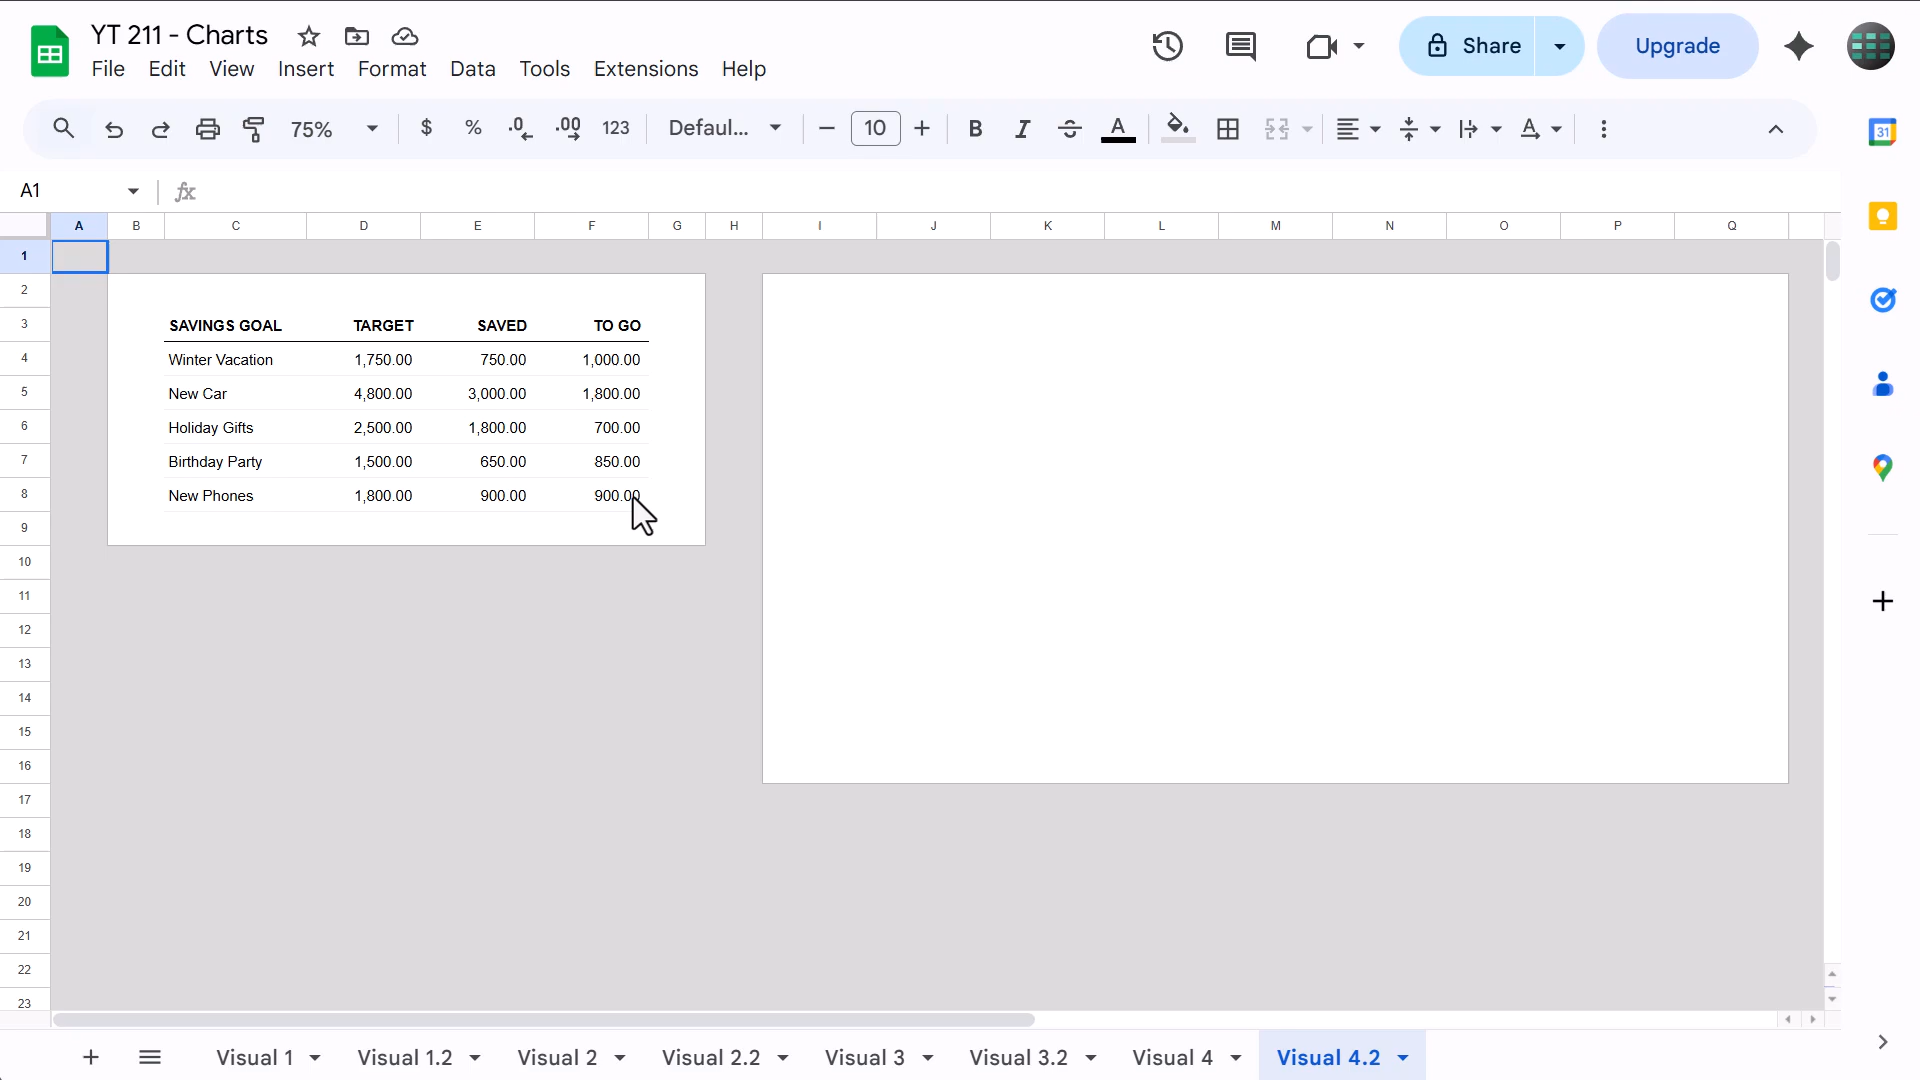 YT 211 - Charts
File Edit View Insert Format Data Tools Extensions Help
Share
Upgrade
75% $ % .0 .00 123 Defaul... 10 B I A A
31
A1 fx
A B C D E F G H I J K L M N O P Q
1
2
3 SAVINGS GOAL TARGET SAVED TO GO
4 Winter Vacation 1,750.00 750.00 1,000.00
5 New Car 4,800.00 3,000.00 1,800.00
6 Holiday Gifts 2,500.00 1,800.00 700.00
7 Birthday Party 1,500.00 650.00 850.00
8 New Phones 1,800.00 900.00 900.00
9
10
11
12
13
14
15
16
17
18
19
20
21
22
23
Visual 1 Visual 1.2 Visual 2 Visual 2.2 Visual 3 Visual 3.2 Visual 4 Visual 4.2